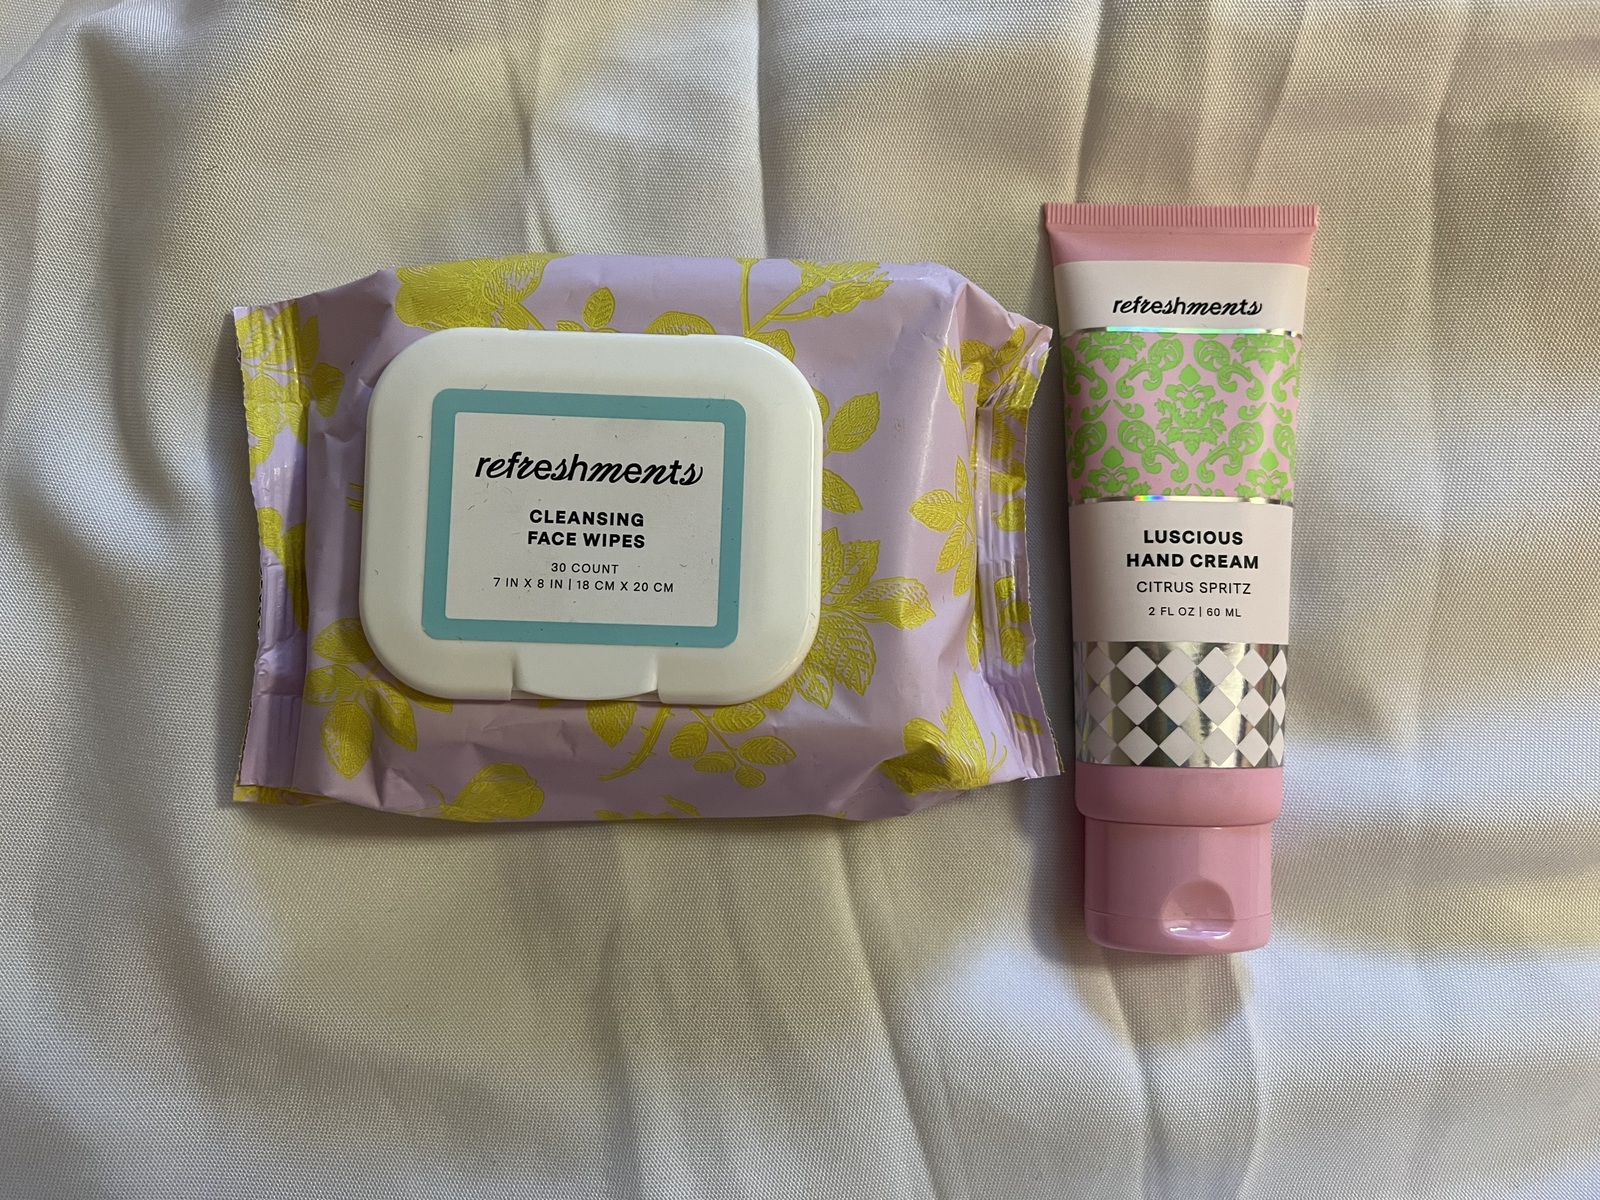 refreshments
CLEANSING
FACE WIPES
30 COUNT
7 IN X 8 IN | 18 CM X 20 CM
refreshments
LUSCIOUS
HAND CREAM
CITRUS SPRITZ
2 FL OZ | 60 ML